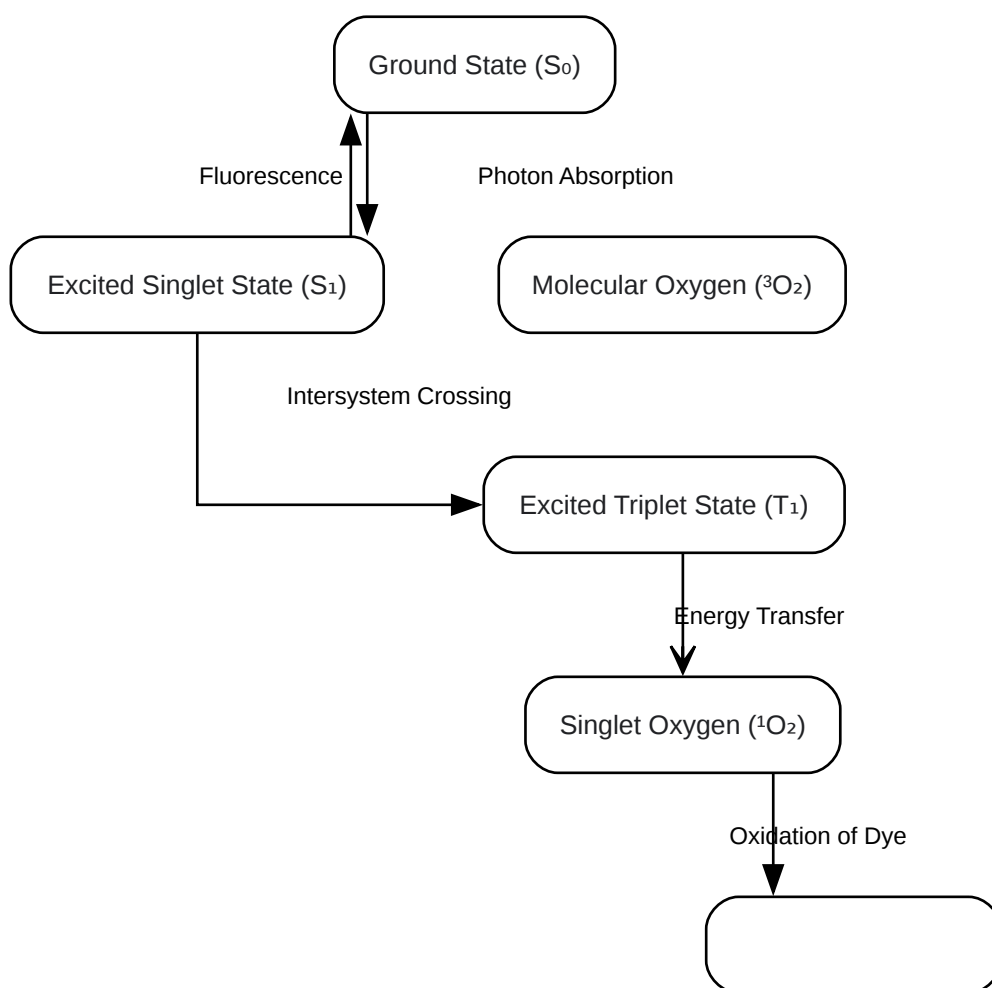 Ground State (S₀)
Fluorescence
Photon Absorption
Excited Singlet State (S₁)
Molecular Oxygen (³O₂)
Intersystem Crossing
Excited Triplet State (T₁)
Energy Transfer
Singlet Oxygen (¹O₂)
Oxidation of Dye